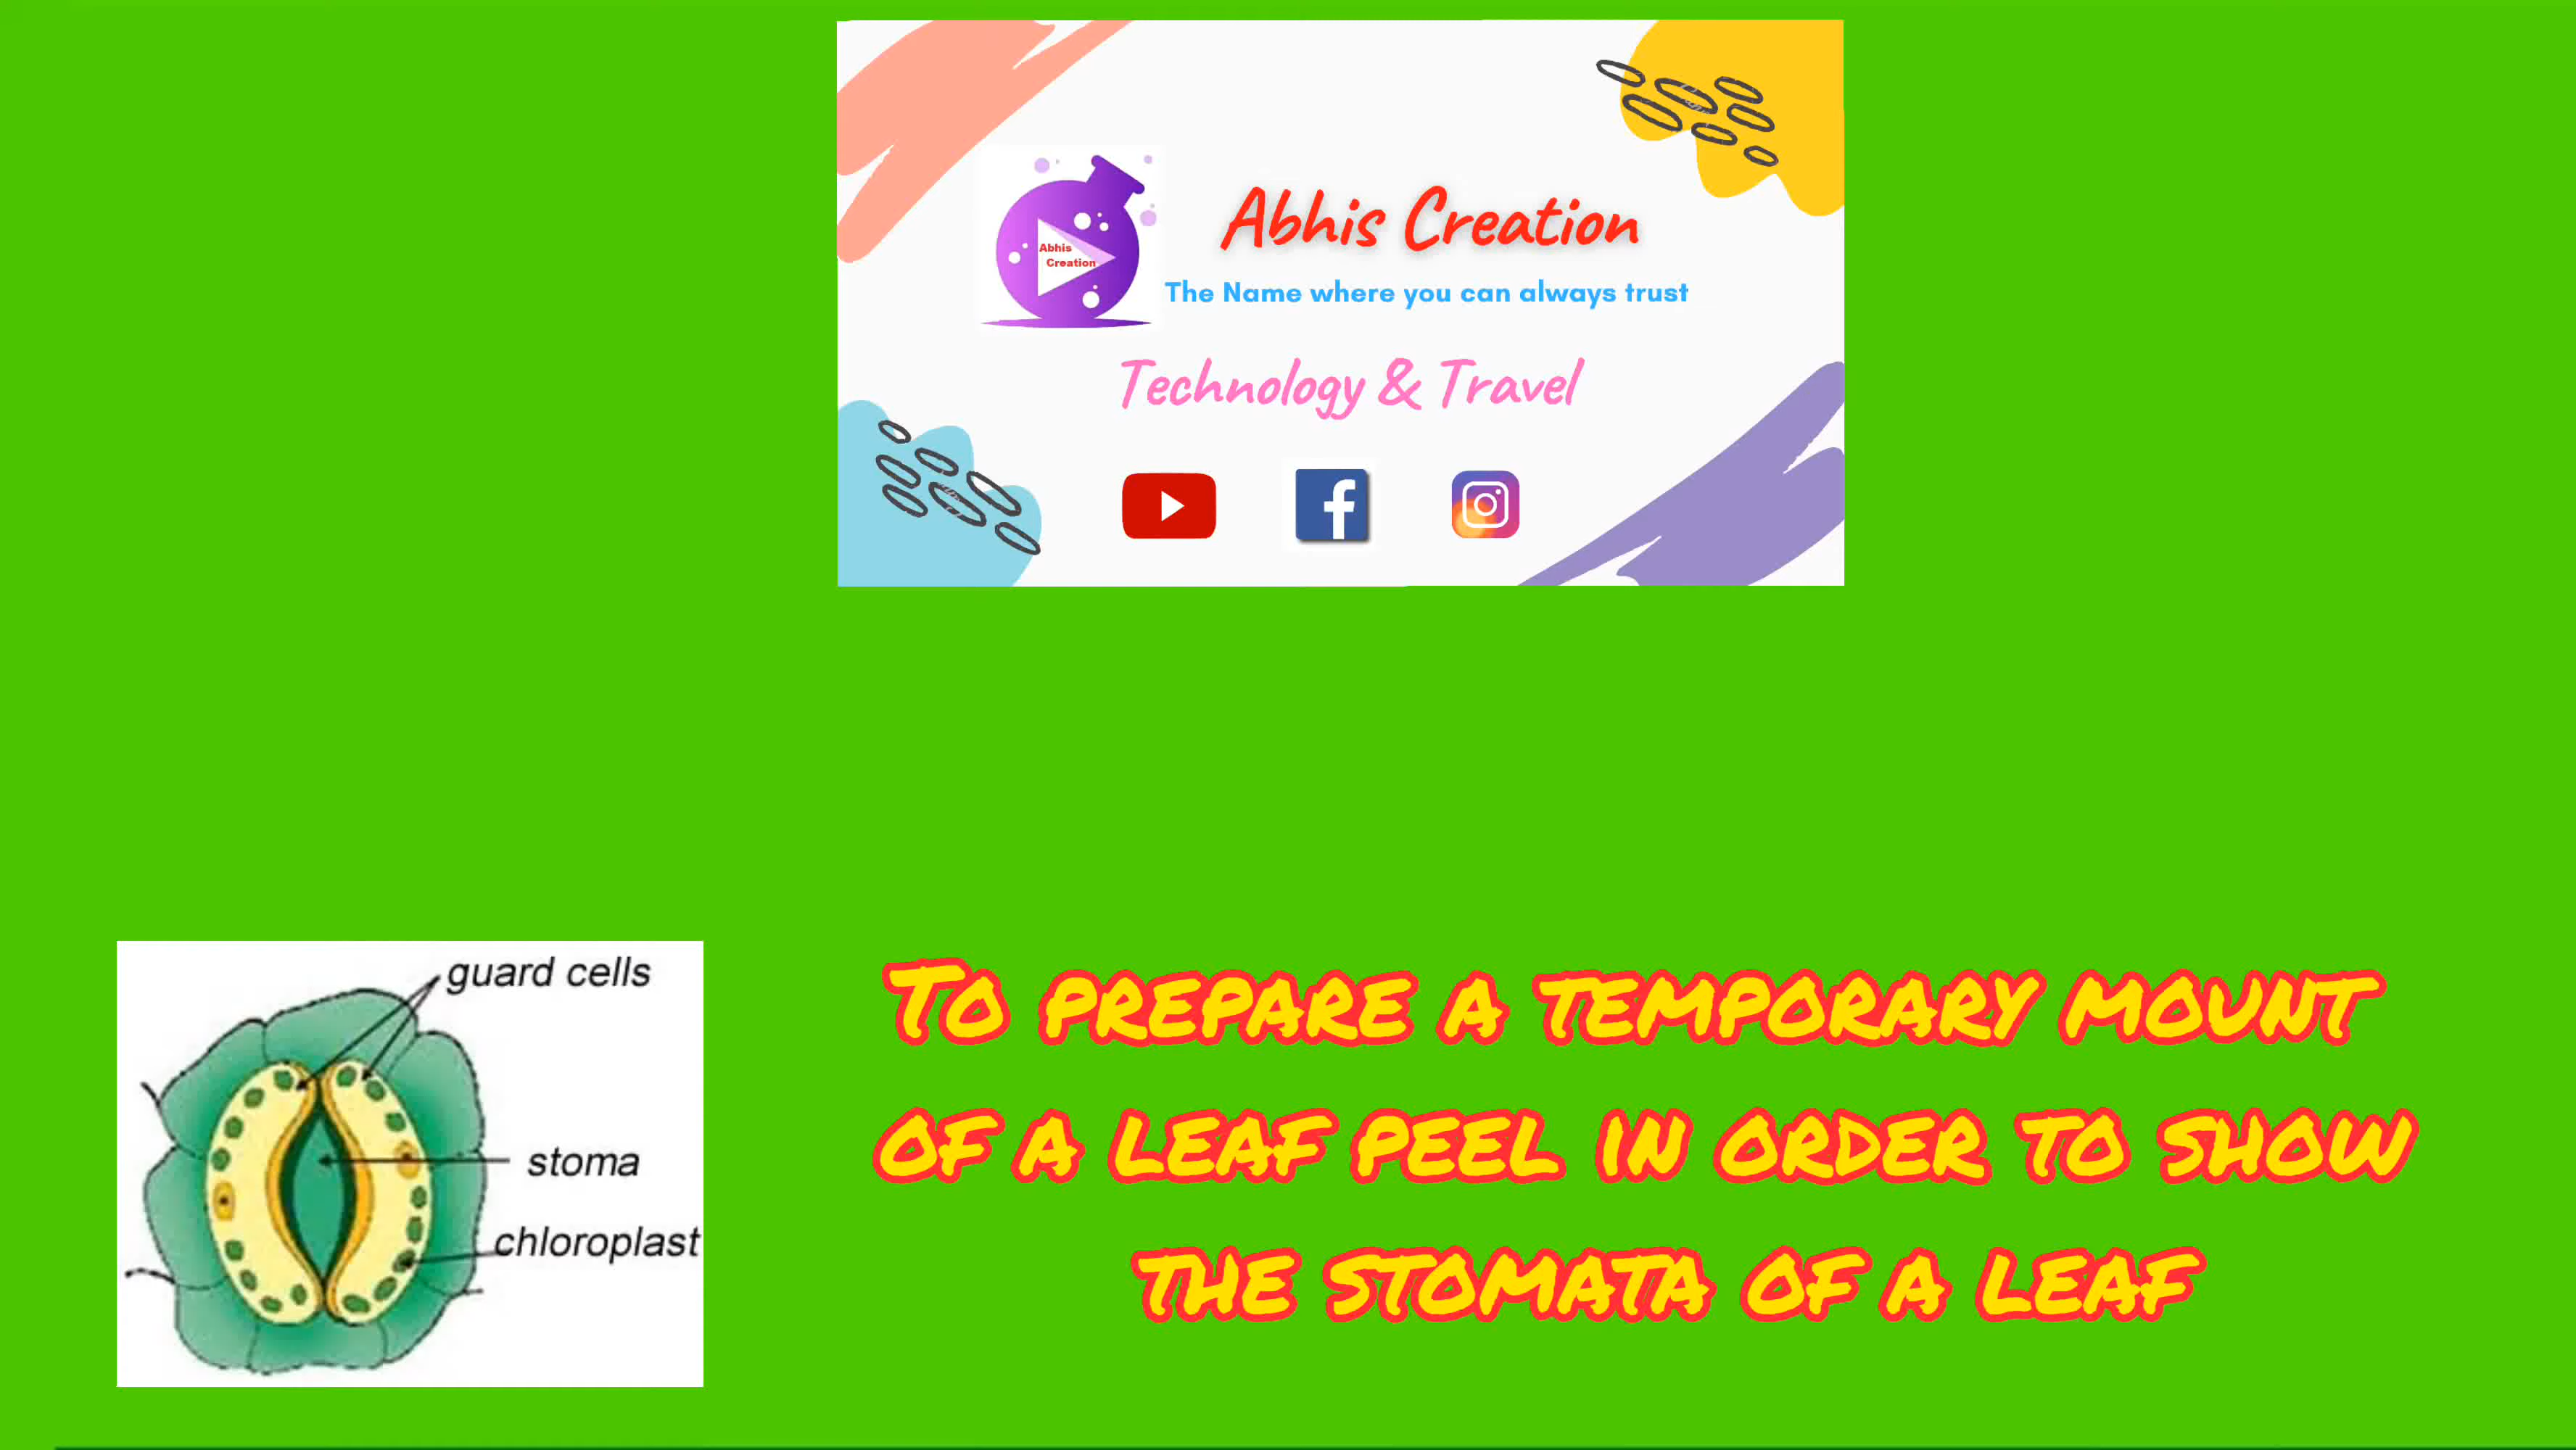 Abhis Creation
Abhis
Creation
The Name where you can always trust
Technology & Travel
guard cells
stoma
chloroplast
TO PREPARE A TEMPORARY MOUNT
OF A LEAF PEEL IN ORDER TO SHOW
THE STOMATA OF A LEAF